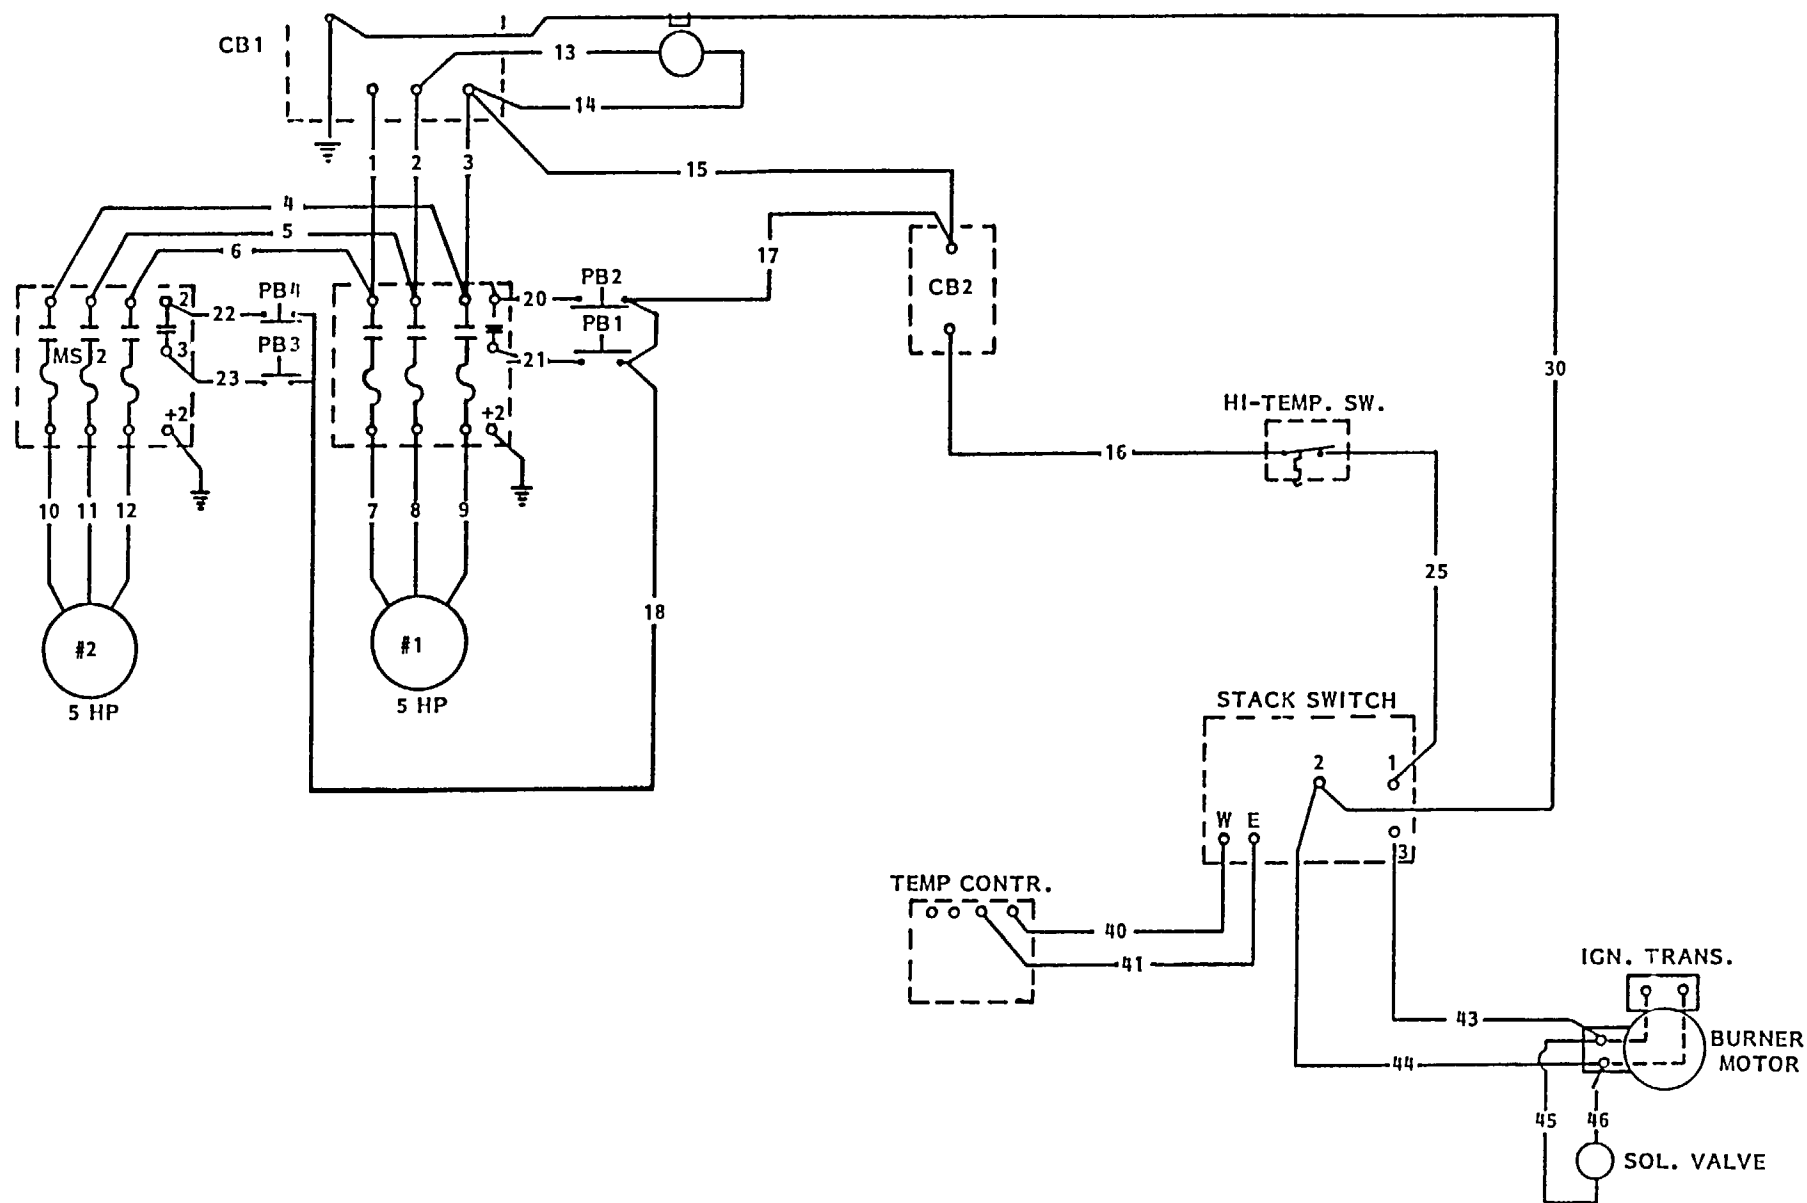 CB1
13
14
1
2
3
15
4
5
6
17
CB2
PB4
22
2
PB3
3
MS 2
23
+2
PB2
20
PB1
21
+2
30
HI-TEMP. SW.
16
25
10
11
12
7
8
9
18
#2
5 HP
#1
5 HP
STACK SWITCH
2
1
W
E
3
TEMP CONTR.
40
41
IGN. TRANS.
43
BURNER
MOTOR
44
45
46
SOL. VALVE